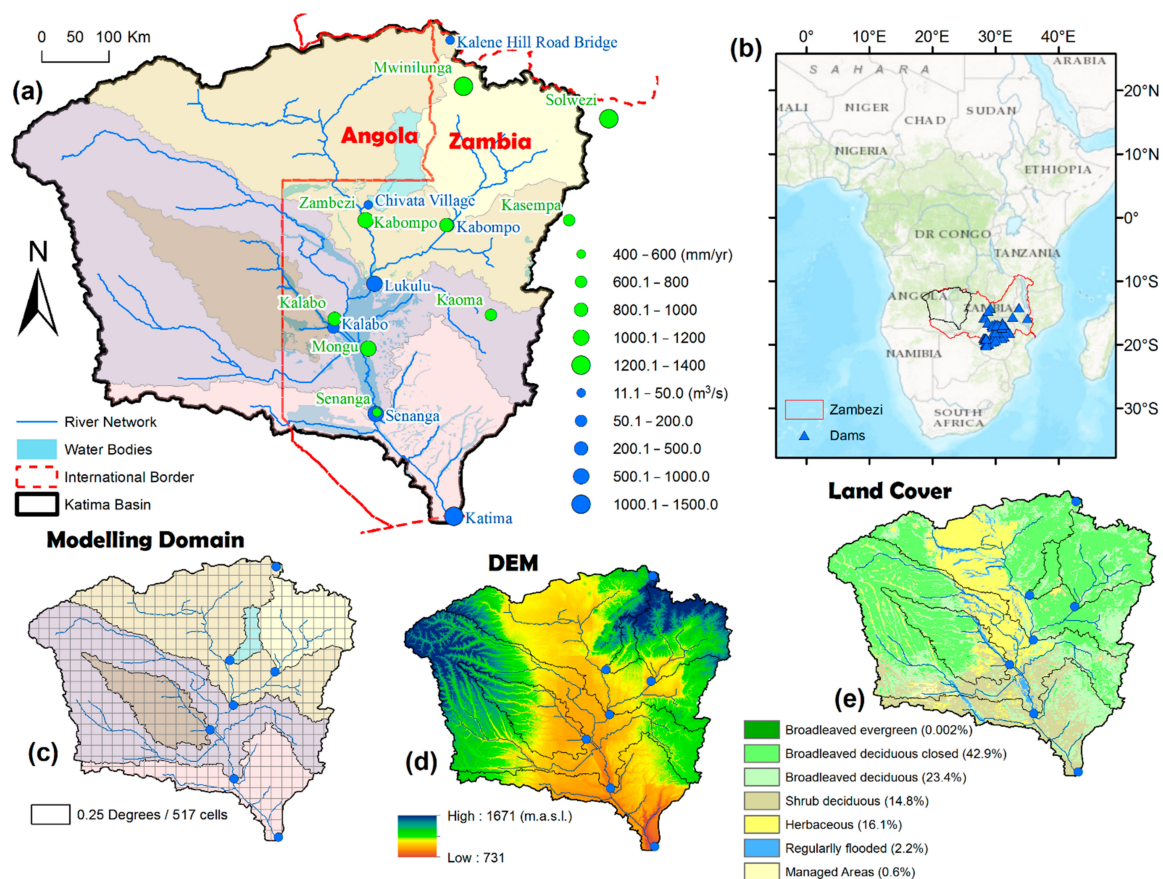 0 50 100 Km
(a)
Kalene Hill Road Bridge
Mwinilunga
Solwezi
Angola
Zambia
Zambezi
Chivata Village
Kabompo
Kabompo
Kasempa
Lukulu
Kalabo
Kalabo
Kaoma
Mongu
Senanga
Senanga
Katima
N
River Network
Water Bodies
International Border
Katima Basin
400 – 600 (mm/yr)
600.1 – 800
800.1 – 1000
1000.1 – 1200
1200.1 – 1400
11.1 – 50.0 (m³/s)
50.1 – 200.0
200.1 – 500.0
500.1 – 1000.0
1000.1 – 1500.0
(b)
10°E 20°E 30°E 40°E
20°N
10°N
0°
10°S
20°S
30°S
SAHARA
ARABIA
MALI
NIGER
CHAD
SUDAN
NIGERIA
ETHIOPIA
DR CONGO
TANZANIA
ANGOLA
ZAMBIA
NAMIBIA
SOUTH
AFRICA
Zambezi
Dams
Modelling Domain
(c)
0.25 Degrees / 517 cells
DEM
(d)
High : 1671 (m.a.s.l.)
Low : 731
Land Cover
(e)
Broadleaved evergreen (0.002%)
Broadleaved deciduous closed (42.9%)
Broadleaved deciduous (23.4%)
Shrub deciduous (14.8%)
Herbaceous (16.1%)
Regularlly flooded (2.2%)
Managed Areas (0.6%)